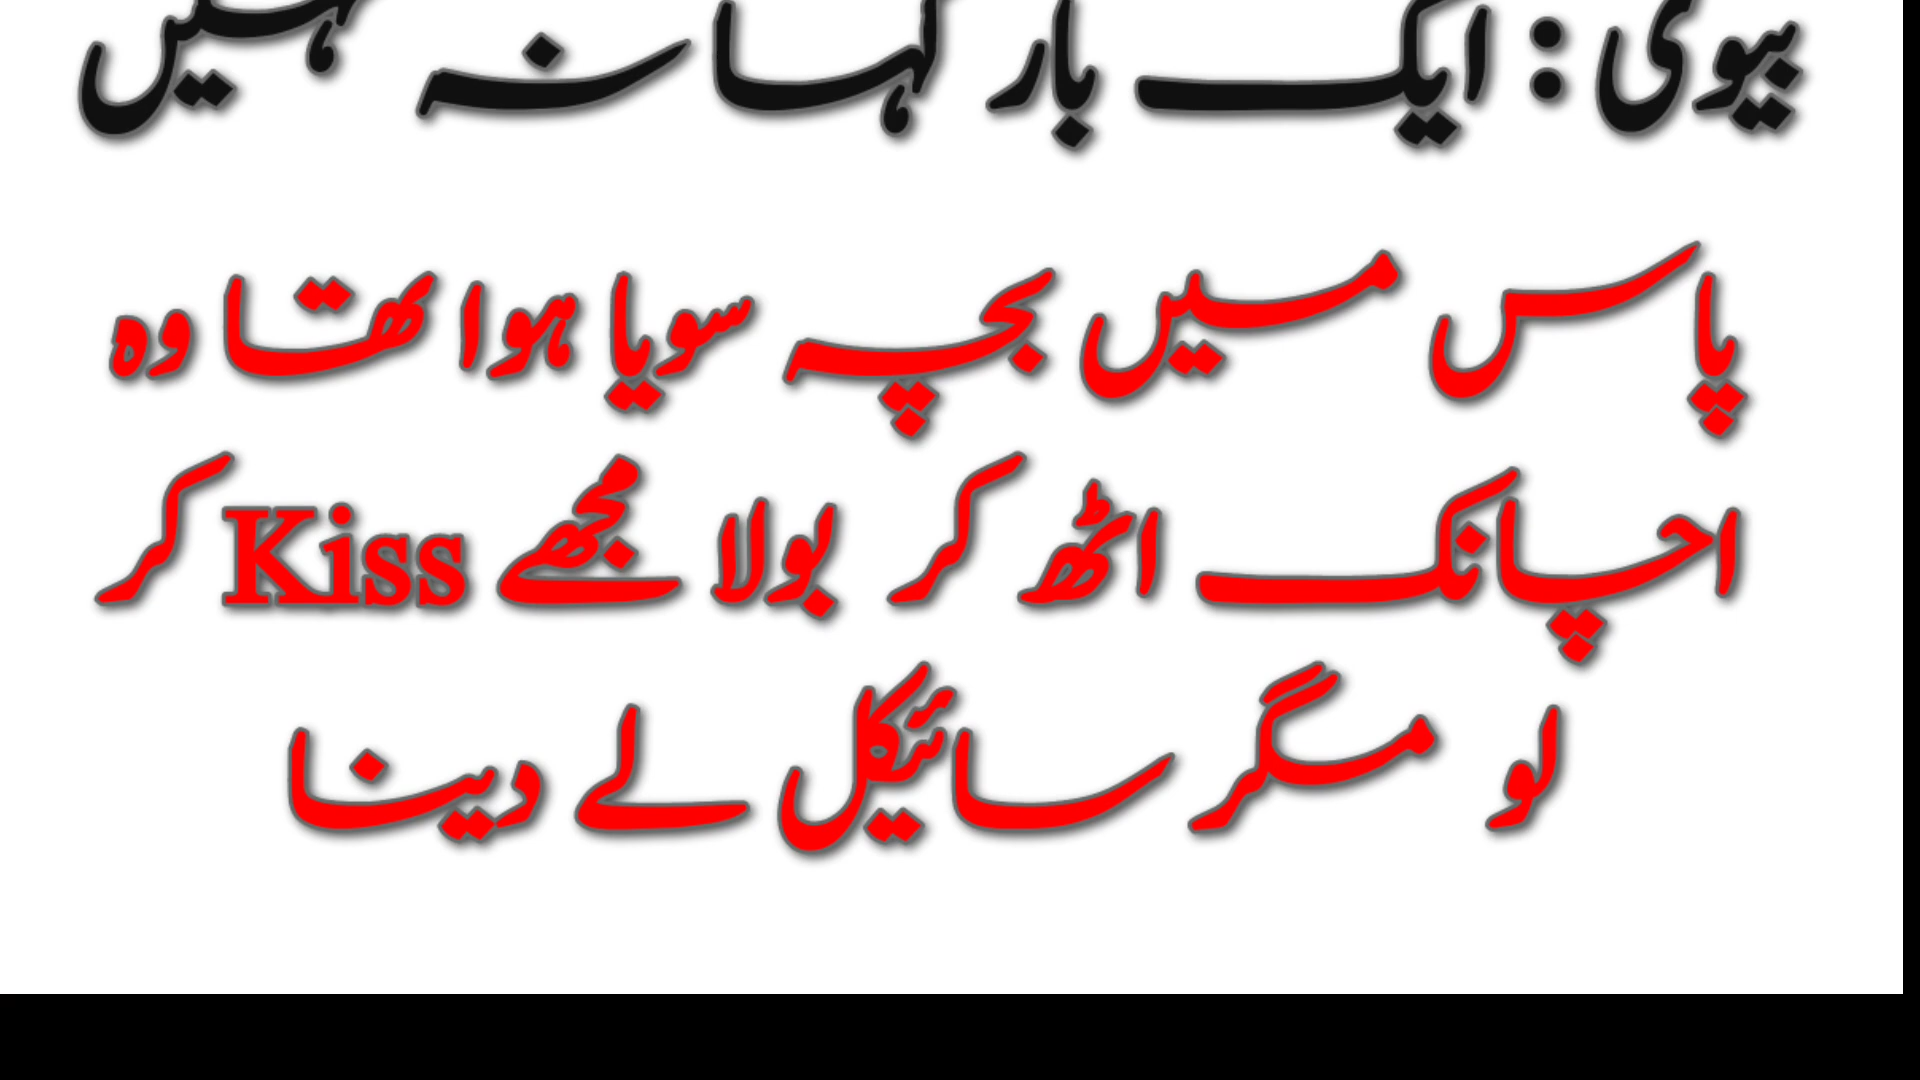 بیوی : ایک بار کہا نہ نہیں
پاس میں بچہ سویا ہوا تھا وہ
اچانک اٹھ کر بولا مجھے Kiss کر
لو مگر سائیکل لے دینا